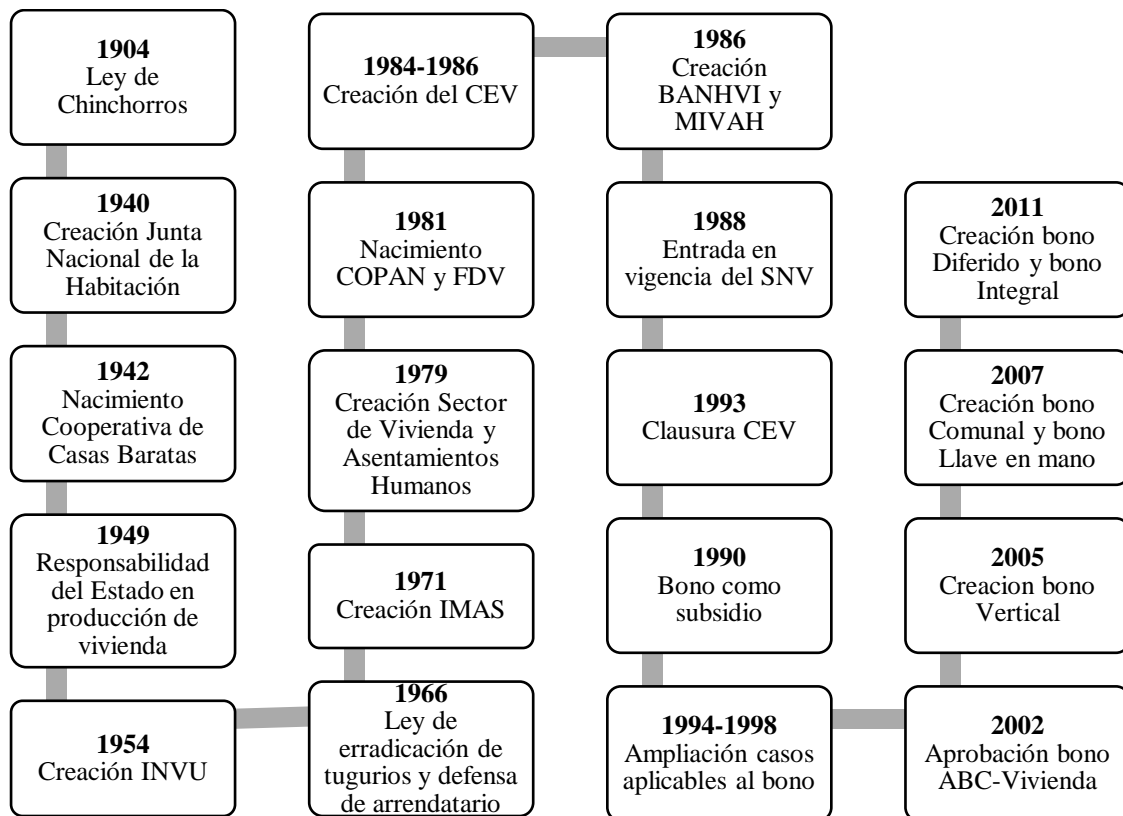 1904
Ley de
Chinchorros
1940
Creación Junta
Nacional de la
Habitación
1942
Nacimiento
Cooperativa de
Casas Baratas
1949
Responsabilidad
del Estado en
producción de
vivienda
1954
Creación INVU
1966
Ley de
erradicación de
tugurios y defensa
de arrendatario
1971
Creación IMAS
1979
Creación Sector
de Vivienda y
Asentamientos
Humanos
1981
Nacimiento
COPAN y FDV
1984-1986
Creación del CEV
1986
Creación
BANHVI y
MIVAH
1988
Entrada en
vigencia del SNV
1993
Clausura CEV
1990
Bono como
subsidio
1994-1998
Ampliación casos
aplicables al bono
2002
Aprobación bono
ABC-Vivienda
2005
Creacion bono
Vertical
2007
Creación bono
Comunal y bono
Llave en mano
2011
Creación bono
Diferido y bono
Integral